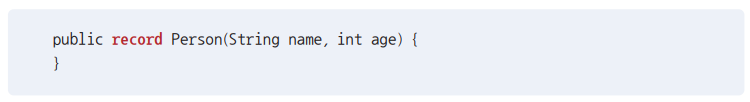 public record Person(String name, int age) {
}